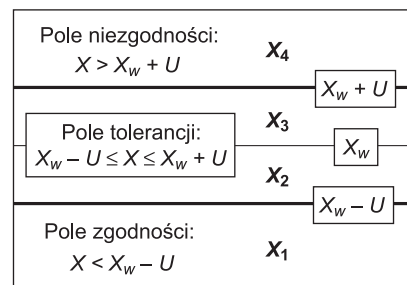 Pole niezgodności:
X > X_w + U
X_4
X_w + U
X_3
Pole tolerancji:
X_w – U ≤ X ≤ X_w + U
X_w
X_2
X_w – U
Pole zgodności:
X < X_w – U
X_1